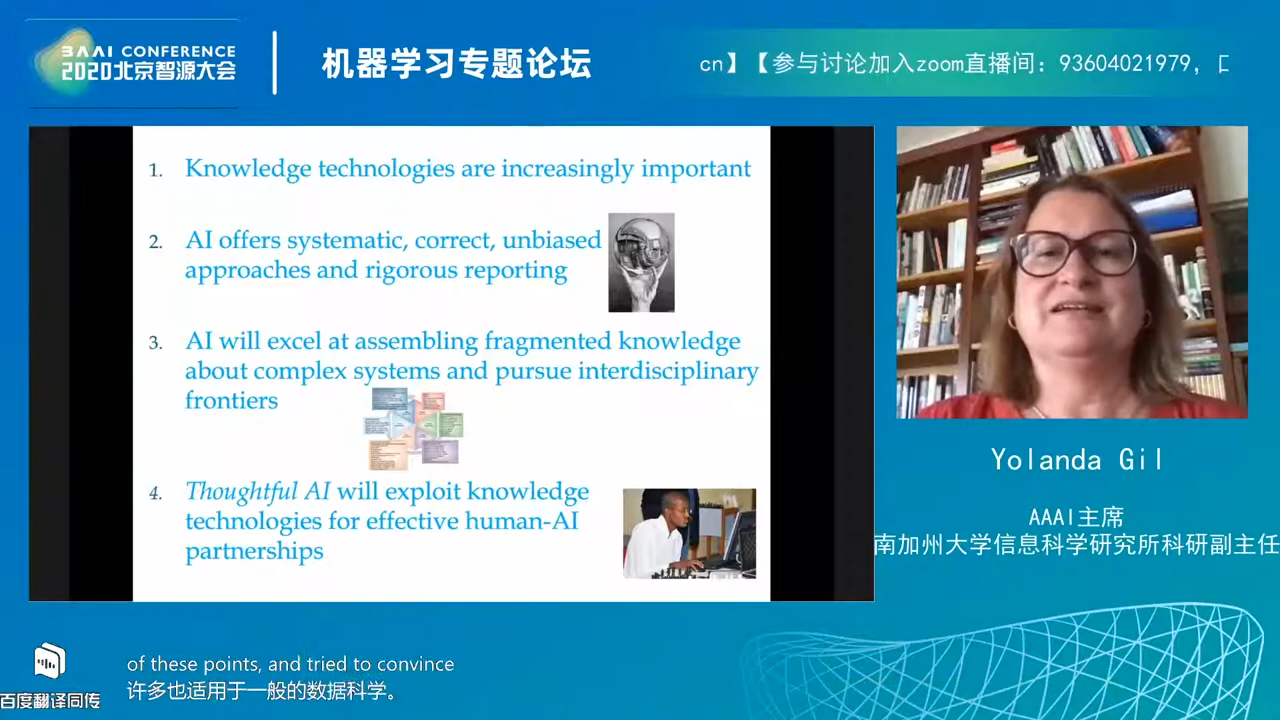 BAAI CONFERENCE
2020北京智源大会
机器学习专题论坛
cn】【参与讨论加入zoom直播间：93604021979，
1. Knowledge technologies are increasingly important
2. AI offers systematic, correct, unbiased
approaches and rigorous reporting
3. AI will excel at assembling fragmented knowledge
about complex systems and pursue interdisciplinary
frontiers
4. Thoughtful AI will exploit knowledge
technologies for effective human-AI
partnerships
Yolanda Gil
AAAI主席
南加州大学信息科学研究所科研副主任
of these points, and tried to convince
许多也适用于一般的数据科学。
百度翻译同传